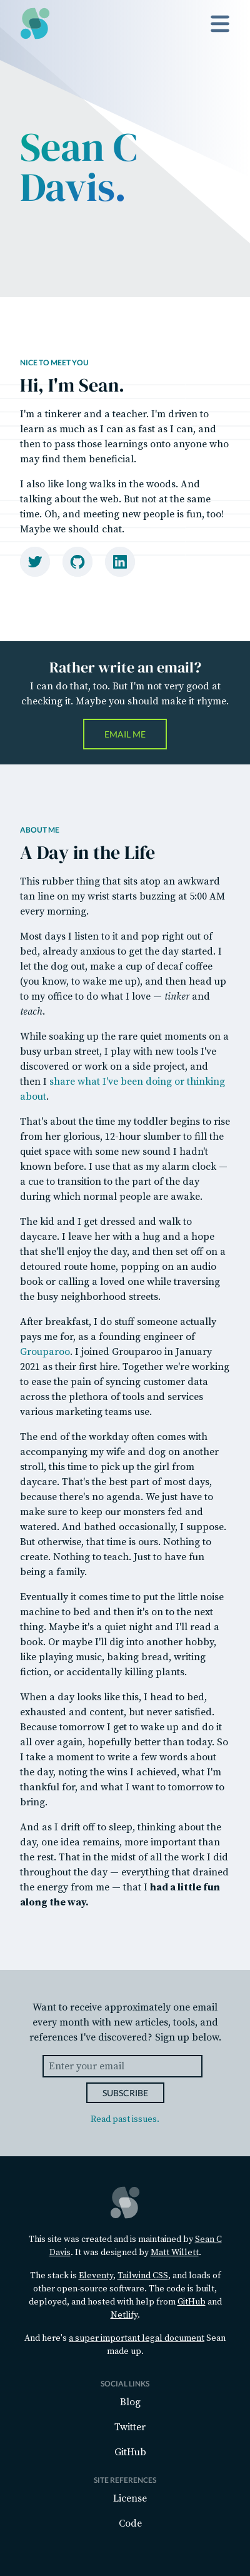 Sean C
Davis.
NICE TO MEET YOU
Hi, I'm Sean.
I'm a tinkerer and a teacher. I'm driven to
learn as much as I can as fast as I can, and
then to pass those learnings onto anyone who
may find them beneficial.
I also like long walks in the woods. And
talking about the web. But not at the same
time. Oh, and meeting new people is fun, too!
Maybe we should chat.
Rather write an email?
I can do that, too. But I'm not very good at
checking it. Maybe you should make it rhyme.
EMAIL ME
ABOUT ME
A Day in the Life
This rubber thing that sits atop an awkward
tan line on my wrist starts buzzing at 5:00 AM
every morning.
Most days I listen to it and pop right out of
bed, already anxious to get the day started. I
let the dog out, make a cup of decaf coffee
(you know, to wake me up), and then head up
to my office to do what I love — tinker and
teach.
While soaking up the rare quiet moments on a
busy urban street, I play with new tools I've
discovered or work on a side project, and
then I share what I've been doing or thinking
about.
That's about the time my toddler begins to rise
from her glorious, 12-hour slumber to fill the
quiet space with some new sound I hadn't
known before. I use that as my alarm clock —
a cue to transition to the part of the day
during which normal people are awake.
The kid and I get dressed and walk to
daycare. I leave her with a hug and a hope
that she'll enjoy the day, and then set off on a
detoured route home, popping on an audio
book or calling a loved one while traversing
the busy neighborhood streets.
After breakfast, I do stuff someone actually
pays me for, as a founding engineer of
Grouparoo. I joined Grouparoo in January
2021 as their first hire. Together we're working
to ease the pain of syncing customer data
across the plethora of tools and services
various marketing teams use.
The end of the workday often comes with
accompanying my wife and dog on another
stroll, this time to pick up the girl from
daycare. That's the best part of most days,
because there's no agenda. We just have to
make sure to keep our monsters fed and
watered. And bathed occasionally, I suppose.
But otherwise, that time is ours. Nothing to
create. Nothing to teach. Just to have fun
being a family.
Eventually it comes time to put the little noise
machine to bed and then it's on to the next
thing. Maybe it's a quiet night and I'll read a
book. Or maybe I'll dig into another hobby,
like playing music, baking bread, writing
fiction, or accidentally killing plants.
When a day looks like this, I head to bed,
exhausted and content, but never satisfied.
Because tomorrow I get to wake up and do it
all over again, hopefully better than today. So
I take a moment to write a few words about
the day, noting the wins I achieved, what I'm
thankful for, and what I want to tomorrow to
bring.
And as I drift off to sleep, thinking about the
day, one idea remains, more important than
the rest. That in the midst of all the work I did
throughout the day — everything that drained
the energy from me — that I had a little fun
along the way.
Want to receive approximately one email
every month with new articles, tools, and
references I've discovered? Sign up below.
Enter your email
SUBSCRIBE
Read past issues.
This site was created and is maintained by Sean C
Davis. It was designed by Matt Willett.
The stack is Eleventy, Tailwind CSS, and loads of
other open-source software. The code is built,
deployed, and hosted with help from GitHub and
Netlify.
And here's a super important legal document Sean
made up.
SOCIAL LINKS
Blog
Twitter
GitHub
SITE REFERENCES
License
Code